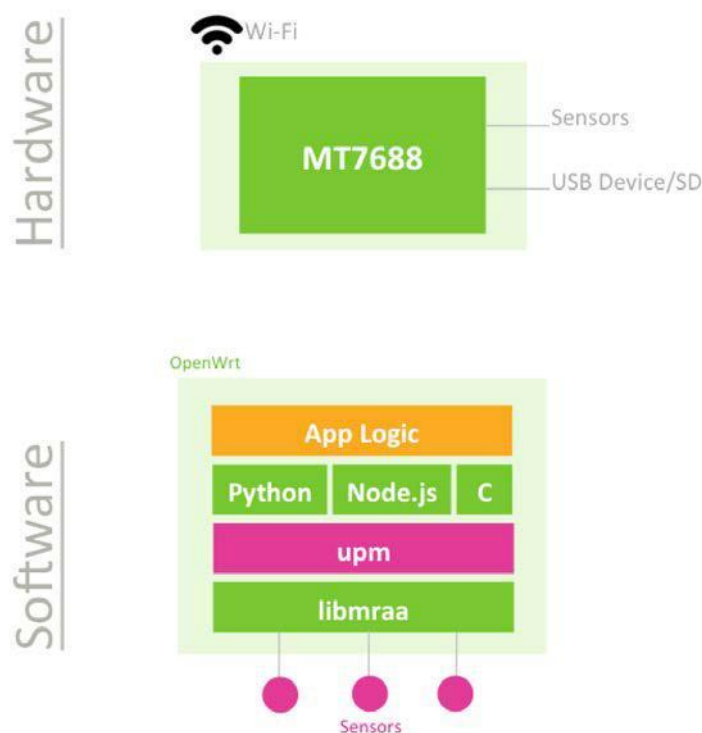 Hardware
Wi-Fi
MT7688
Sensors
USB Device/SD
Software
OpenWrt
App Logic
Python Node.js C
upm
libmraa
Sensors